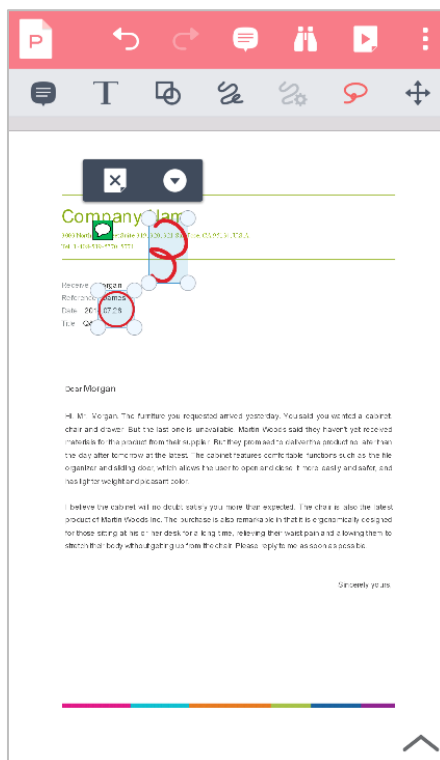 P
T
Company Name
Receive Morgan
Reference James
Date
Title
Dear Morgan
Hi. Mr. Morgan. The furniture you requested arrived yesterday. You said you wanted a cabinet,
chair and drawer. But the last one is unavailable. Martin Woods said they haven't yet received
materials for the product from their supplier. But they promised to deliver the product no later than
the day after tomorrow at the latest. The cabinet features comfortable functions such as the file
organizer and sliding door, which allows the user to open and close it more easily and safer, and
has lighter weight and pleasant color.
I believe the cabinet will no doubt satisfy you more than expected. The chair is also the latest
product of Martin Woods Inc. The purchase is also remarkable in that it is ergonomically designed
for those sitting at his or her desk for a long time, relieving their waist pain and allowing them to
stretch their body without getting up from the chair. Please reply to me as soon as possible.
Sincerely yours